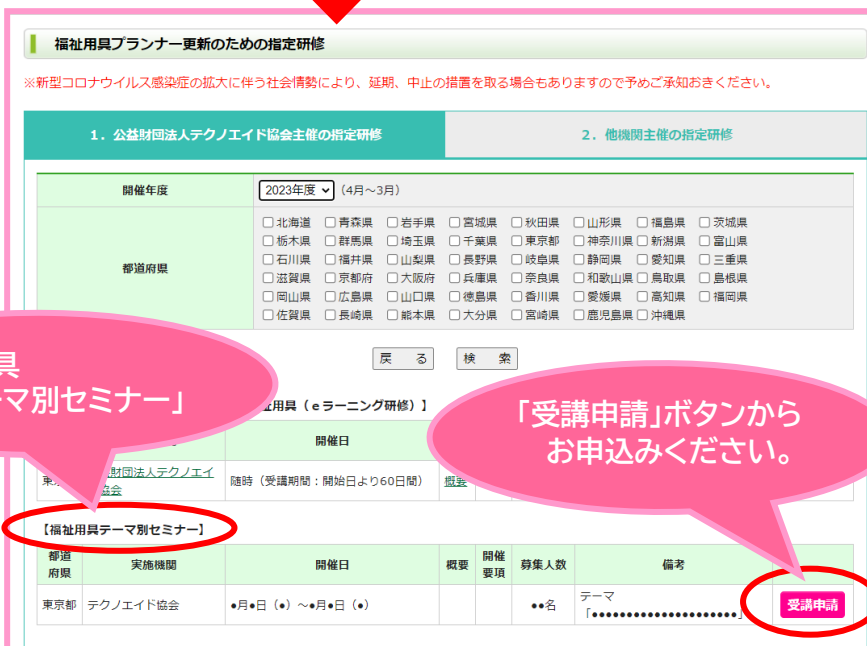 福祉用具プランナー更新のための指定研修
※新型コロナウイルス感染症の拡大に伴う社会情勢により、延期、中止の措置を取る場合もありますので予めご承知おきください。
1．公益財団法人テクノエイド協会主催の指定研修
2．他機関主催の指定研修
開催年度
2023年度 （4月～3月）
都道府県
北海道 青森県 岩手県 宮城県 秋田県 山形県 福島県 茨城県
栃木県 群馬県 埼玉県 千葉県 東京都 神奈川県 新潟県 富山県
石川県 福井県 山梨県 長野県 岐阜県 静岡県 愛知県 三重県
滋賀県 京都府 大阪府 兵庫県 奈良県 和歌山県 鳥取県 島根県
岡山県 広島県 山口県 徳島県 香川県 愛媛県 高知県 福岡県
佐賀県 長崎県 熊本県 大分県 宮崎県 鹿児島県 沖縄県
戻 る 検 索
具
マ別セミナー」
用具（ｅラーニング研修）】
「受講申請」ボタンから
お申込みください。
開催日
財団法人テクノエイ
協会
随時（受講期間：開始日より60日間） 概要
【福祉用具テーマ別セミナー】
都道府県 実施機関 開催日 概要 開催要項 募集人数 備考
東京都 テクノエイド協会 ●月●日（●）～●月●日（●） ●●名 テーマ
「●●●●●●●●●●●●●●●●●●●●●●」
受講申請